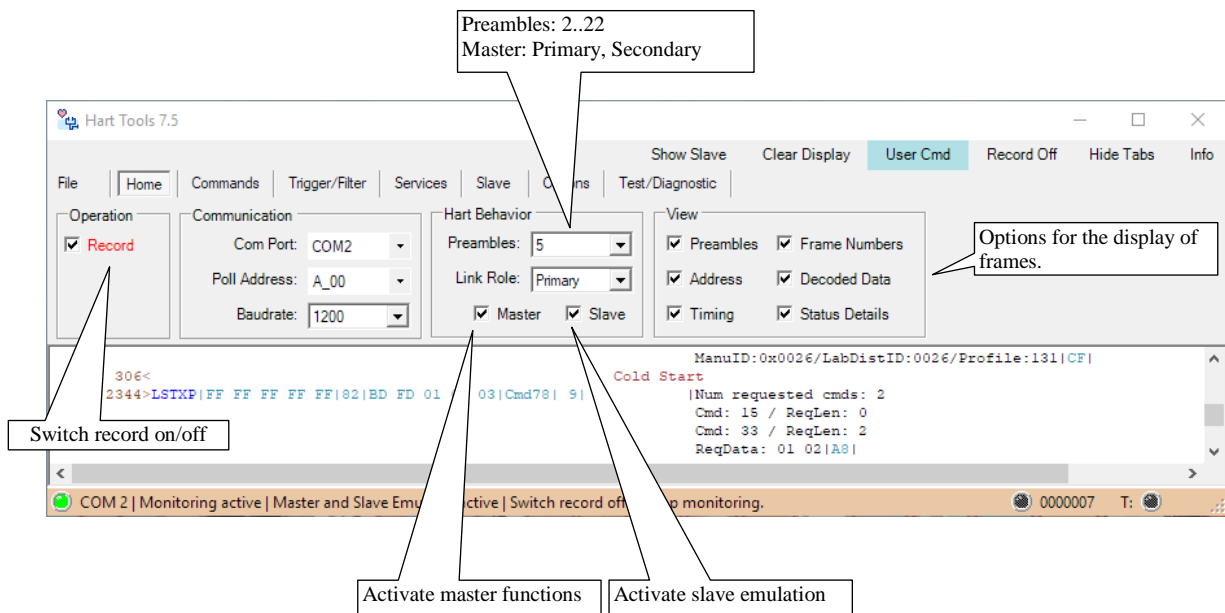 Preambles: 2..22
Master: Primary, Secondary
Hart Tools 7.5
Show Slave Clear Display User Cmd Record Off Hide Tabs Info
File Home Commands Trigger/Filter Services Slave Test/Diagnostic
Operation Communication Hart Behavior View
Record Com Port: COM2 Preambles: 5 Preambles Frame Numbers
Poll Address: A_00 Link Role: Primary Address Decoded Data
Baudrate: 1200 Master Slave Timing Status Details
Options for the display of
frames.
ManuID:0x0026/LabDistID:0026/Profile:131|CF|
306< Cold Start
2344>LSTXP|FF FF FF FF FF|82|BD FD 01 03|Cmd78| 9| |Num requested cmds: 2
Cmd: 15 / ReqLen: 0
Cmd: 33 / ReqLen: 2
ReqData: 01 02|A8|
Switch record on/off
COM 2 | Monitoring active | Master and Slave | Switch record monitoring. 0000007 T:
Activate master functions Activate slave emulation